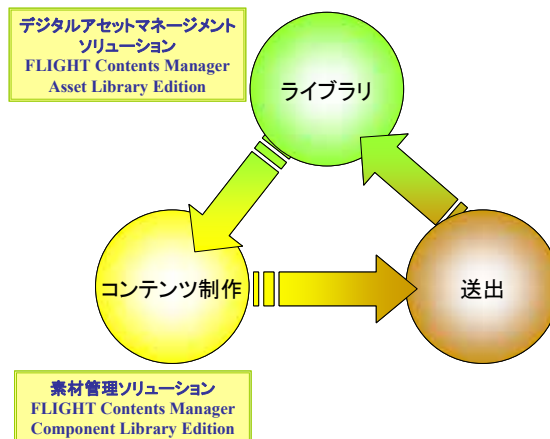 デジタルアセットマネージメント
ソリューション
FLIGHT Contents Manager
Asset Library Edition
ライブラリ
コンテンツ制作
送出
素材管理ソリューション
FLIGHT Contents Manager
Component Library Edition